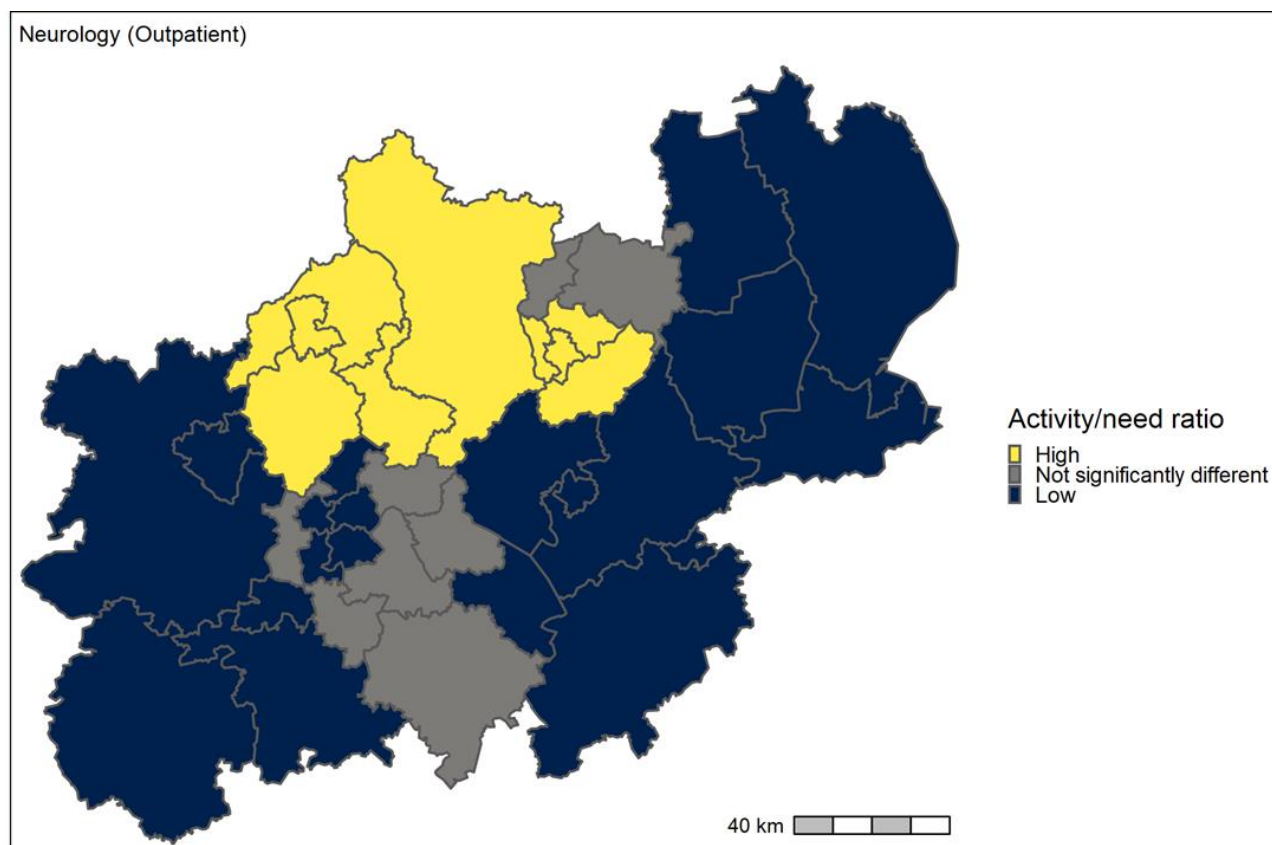 Neurology (Outpatient)
Activity/need ratio
High
Not significantly different
Low
40 km